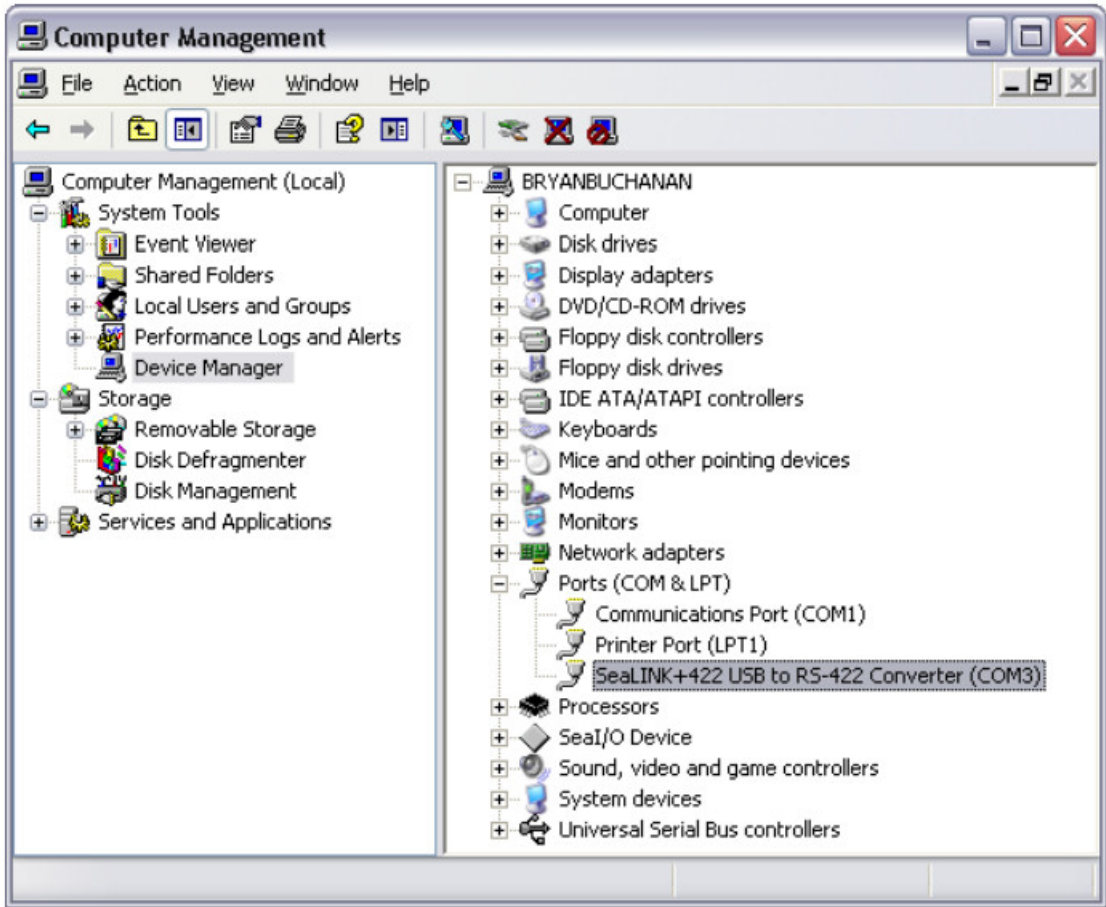 Computer Management
File Action View Window Help
Computer Management (Local)
System Tools
Event Viewer
Shared Folders
Local Users and Groups
Performance Logs and Alerts
Device Manager
Storage
Removable Storage
Disk Defragmenter
Disk Management
Services and Applications
BRYANBUCHANAN
Computer
Disk drives
Display adapters
DVD/CD-ROM drives
Floppy disk controllers
Floppy disk drives
IDE ATA/ATAPI controllers
Keyboards
Mice and other pointing devices
Modems
Monitors
Network adapters
Ports (COM & LPT)
Communications Port (COM1)
Printer Port (LPT1)
SeaLINK+422 USB to RS-422 Converter (COM3)
Processors
SeaI/O Device
Sound, video and game controllers
System devices
Universal Serial Bus controllers